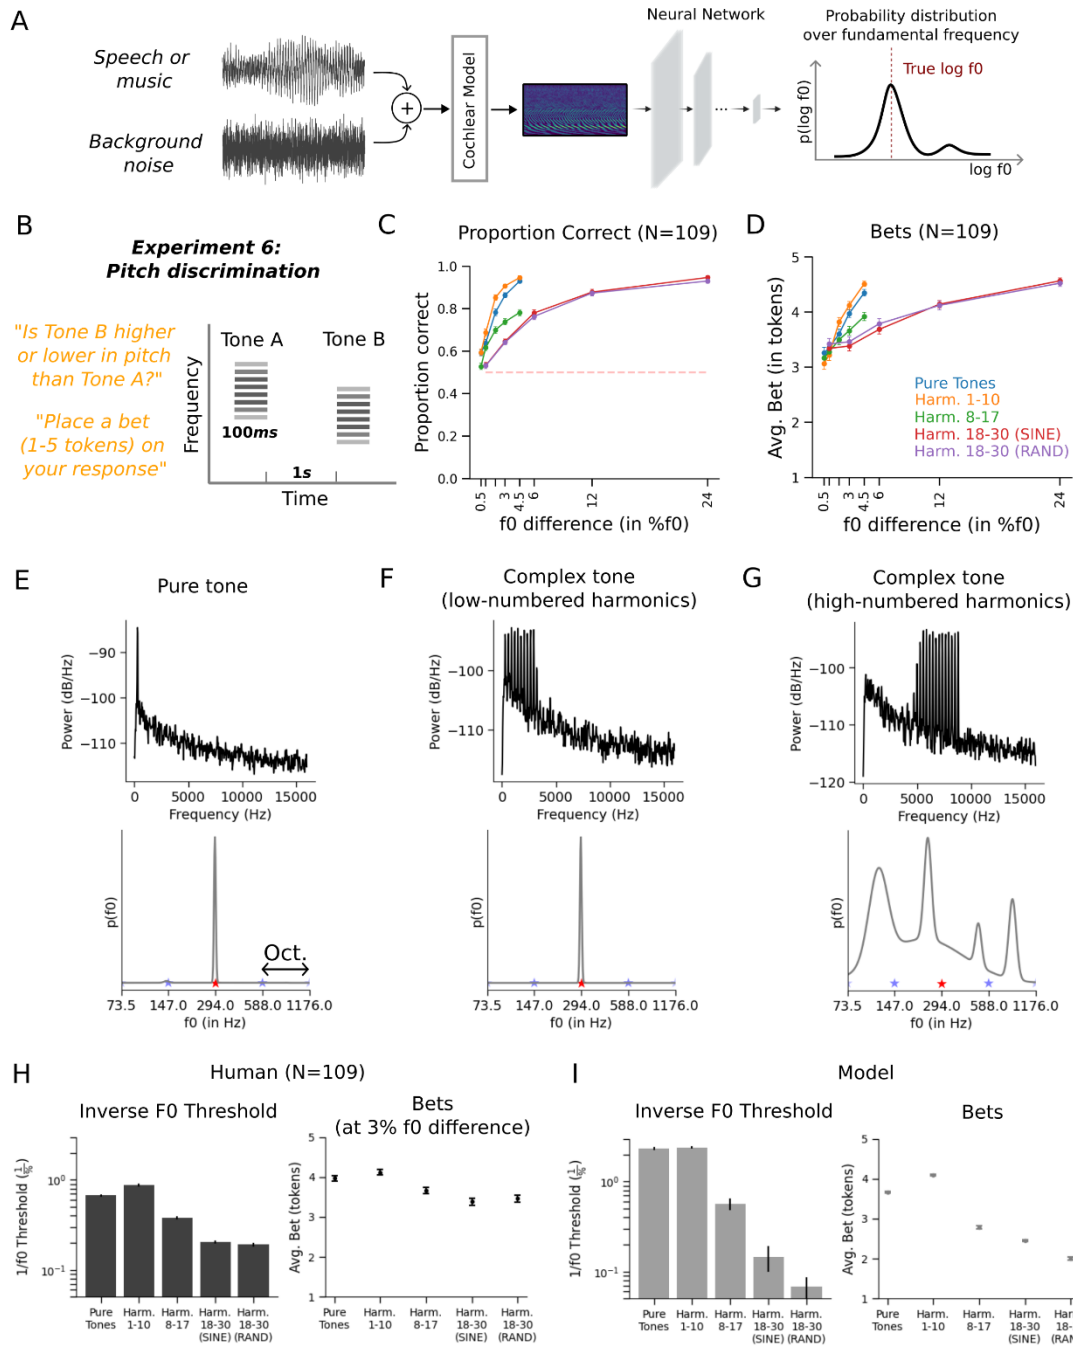 A
Speech or
music
Background
noise
+
Cochlear Model
Neural Network
...
Probability distribution
over fundamental frequency
True log f0
p(log f0)
log f0
B
Experiment 6:
Pitch discrimination
"Is Tone B higher
or lower in pitch
than Tone A?"
"Place a bet
(1-5 tokens) on
your response"
Frequency
Tone A
Tone B
100ms
1s
Time
C
Proportion Correct (N=109)
Proportion correct
1.0
0.8
0.6
0.4
0.2
0.0
0.5
3
4.5
6
12
24
f0 difference (in %f0)
D
Bets (N=109)
Avg. Bet (in tokens)
5
4
3
2
1
Pure Tones
Harm. 1-10
Harm. 8-17
Harm. 18-30 (SINE)
Harm. 18-30 (RAND)
0.5
3
4.5
6
12
24
f0 difference (in %f0)
E
Pure tone
Power (dB/Hz)
−90
−100
−110
0 5000 10000 15000
Frequency (Hz)
p(f0)
Oct.
73.5 147.0 294.0 588.0 1176.0
f0 (in Hz)
F
Complex tone
(low-numbered harmonics)
Power (dB/Hz)
−100
−110
0 5000 10000 15000
Frequency (Hz)
p(f0)
73.5 147.0 294.0 588.0 1176.0
f0 (in Hz)
G
Complex tone
(high-numbered harmonics)
Power (dB/Hz)
−100
−110
−120
0 5000 10000 15000
Frequency (Hz)
p(f0)
73.5 147.0 294.0 588.0 1176.0
f0 (in Hz)
H
Human (N=109)
Inverse F0 Threshold
1/f0 Threshold (1/%)
10⁰
10⁻¹
Pure
Tones
Harm.
1-10
Harm.
8-17
Harm.
18-30
(SINE)
Harm.
18-30
(RAND)
Bets
(at 3% f0 difference)
Avg. Bet (tokens)
5
4
3
2
1
Pure
Tones
Harm.
1-10
Harm.
8-17
Harm.
18-30
(SINE)
Harm.
18-30
(RAND)
I
Model
Inverse F0 Threshold
1/f0 Threshold (1/%)
10⁰
10⁻¹
Pure
Tones
Harm.
1-10
Harm.
8-17
Harm.
18-30
(SINE)
Harm.
18-30
(RAND)
Bets
Avg. Bet (tokens)
5
4
3
2
1
Pure
Tones
Harm.
1-10
Harm.
8-17
Harm.
18-30
(SINE)